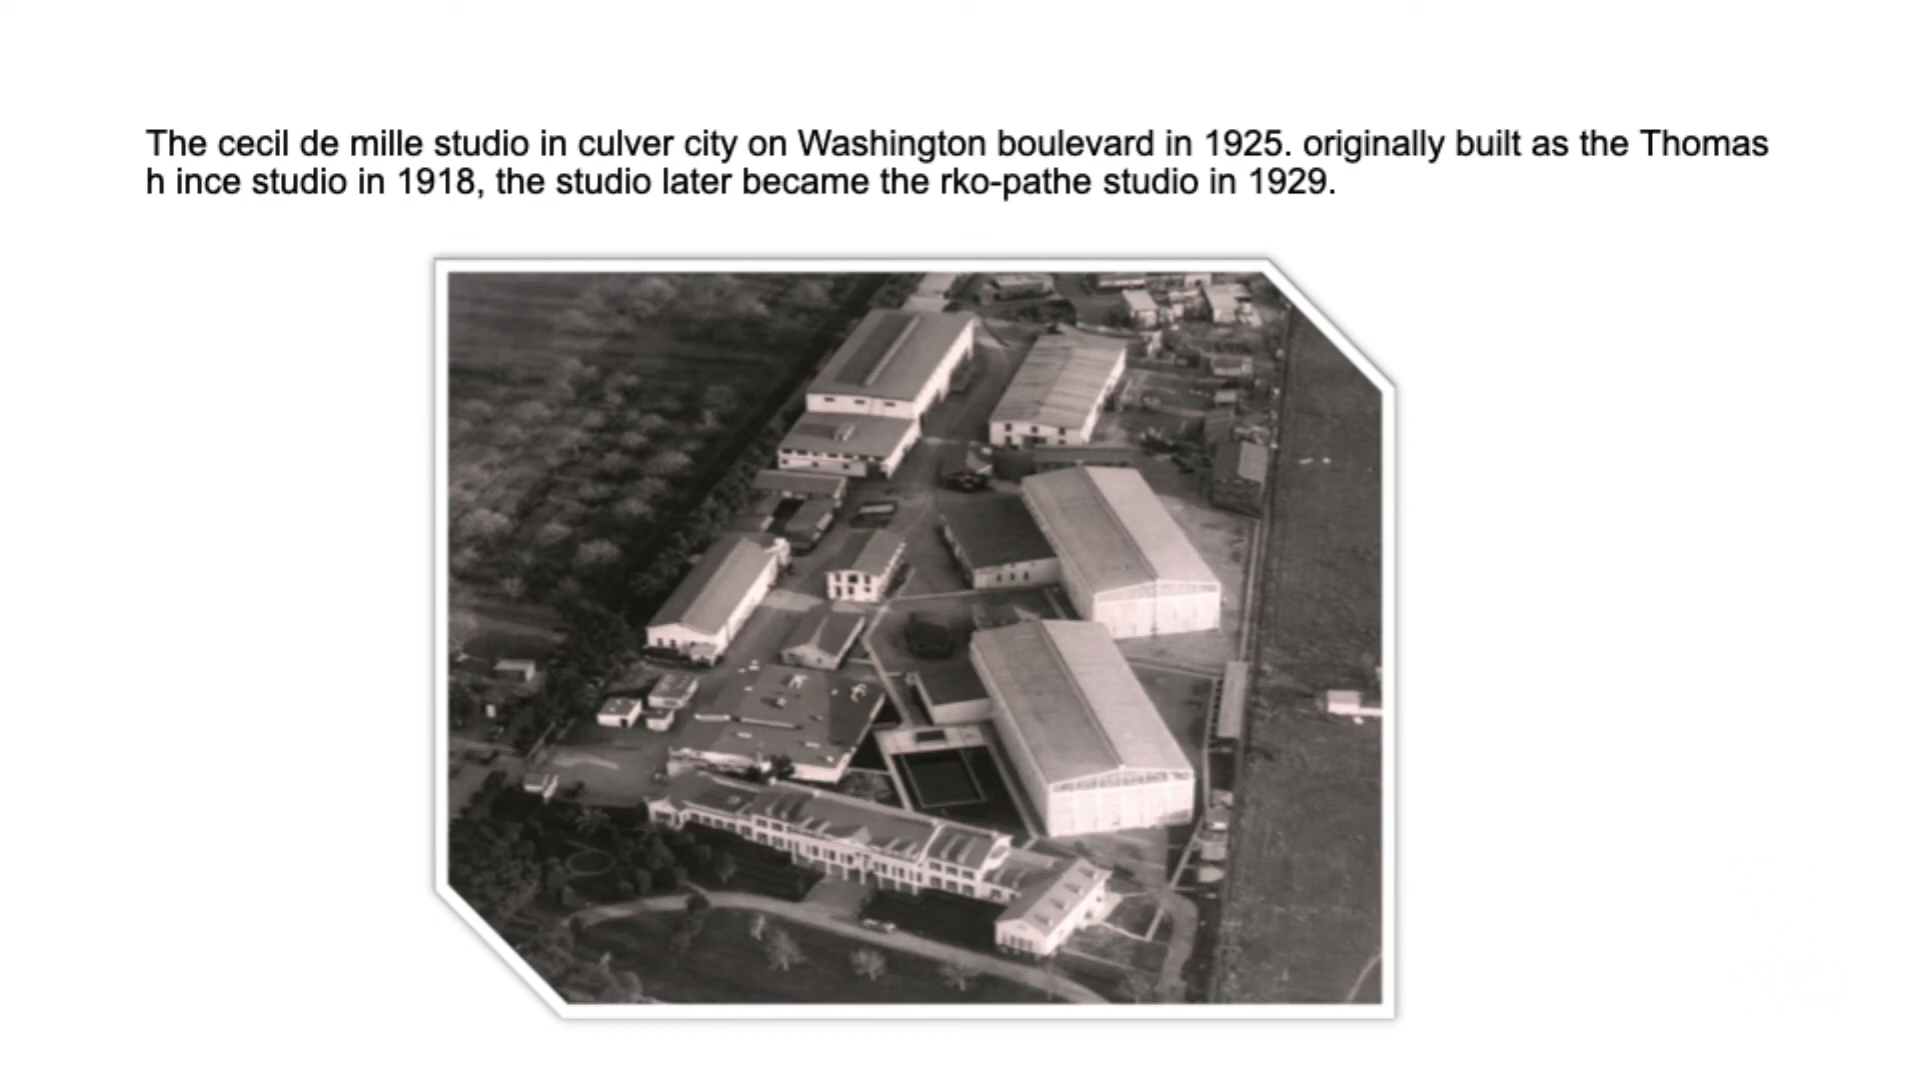 The cecil de mille studio in culver city on Washington boulevard in 1925. originally built as the Thomas
h ince studio in 1918, the studio later became the rko-pathe studio in 1929.